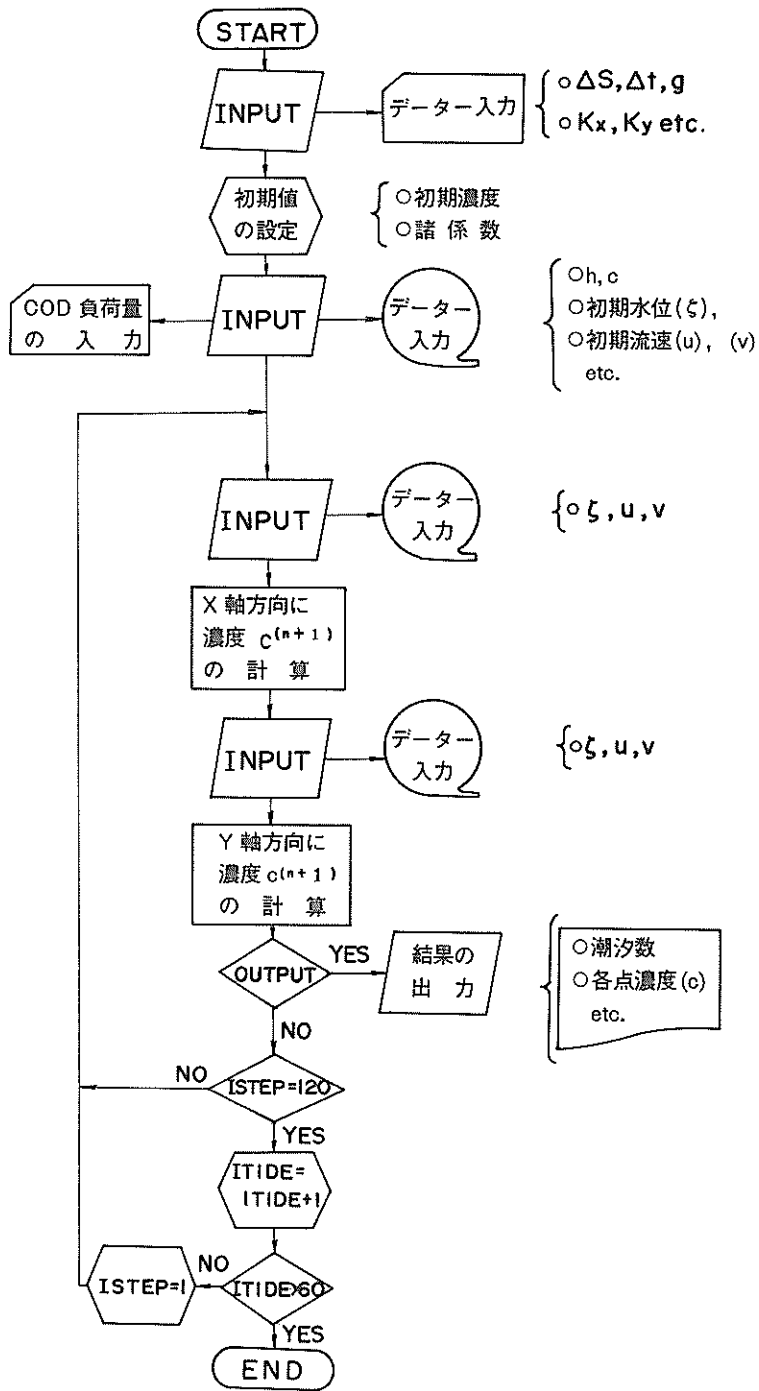 START
INPUT
データー入力
○ΔS, Δt, g
○Kx, Ky etc.
初期値
の設定
○初期濃度
○諸係数
COD 負荷量
の入力
INPUT
データー
入力
○h, c
○初期水位(ζ),
○初期流速(u), (v)
etc.
INPUT
データー
入力
○ζ, u, v
X 軸方向に
濃度 C(n+1)
の計算
INPUT
データー
入力
○ζ, u, v
Y 軸方向に
濃度 c(n+1)
の計算
OUTPUT
YES
結果の
出力
○潮汐数
○各点濃度(c)
etc.
NO
ISTEP=120
NO
YES
ITIDE=
ITIDE+1
ITIDE>60
NO
ISTEP=1
YES
END